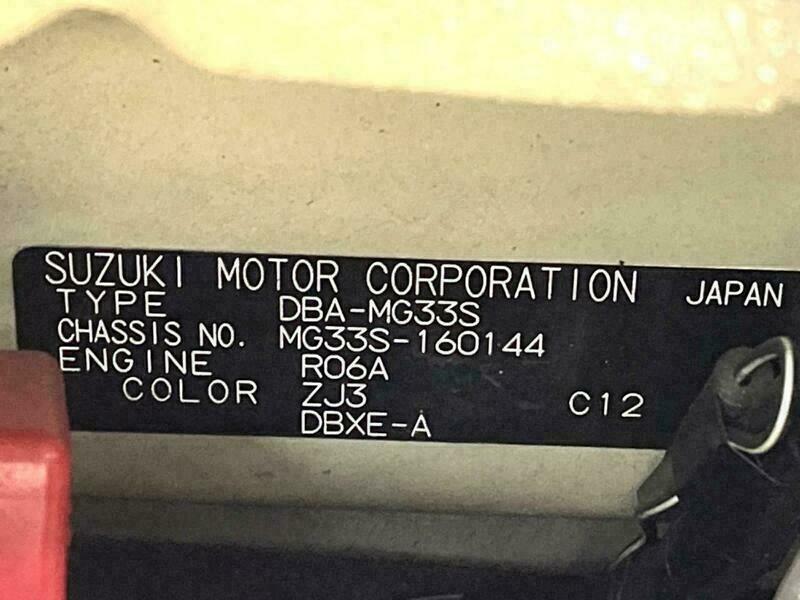 SUZUKI MOTOR CORPORATION JAPAN
TYPE DBA-MG33S
CHASSIS NO. MG33S-160144
ENGINE R06A
COLOR ZJ3 C12
DBXE-A